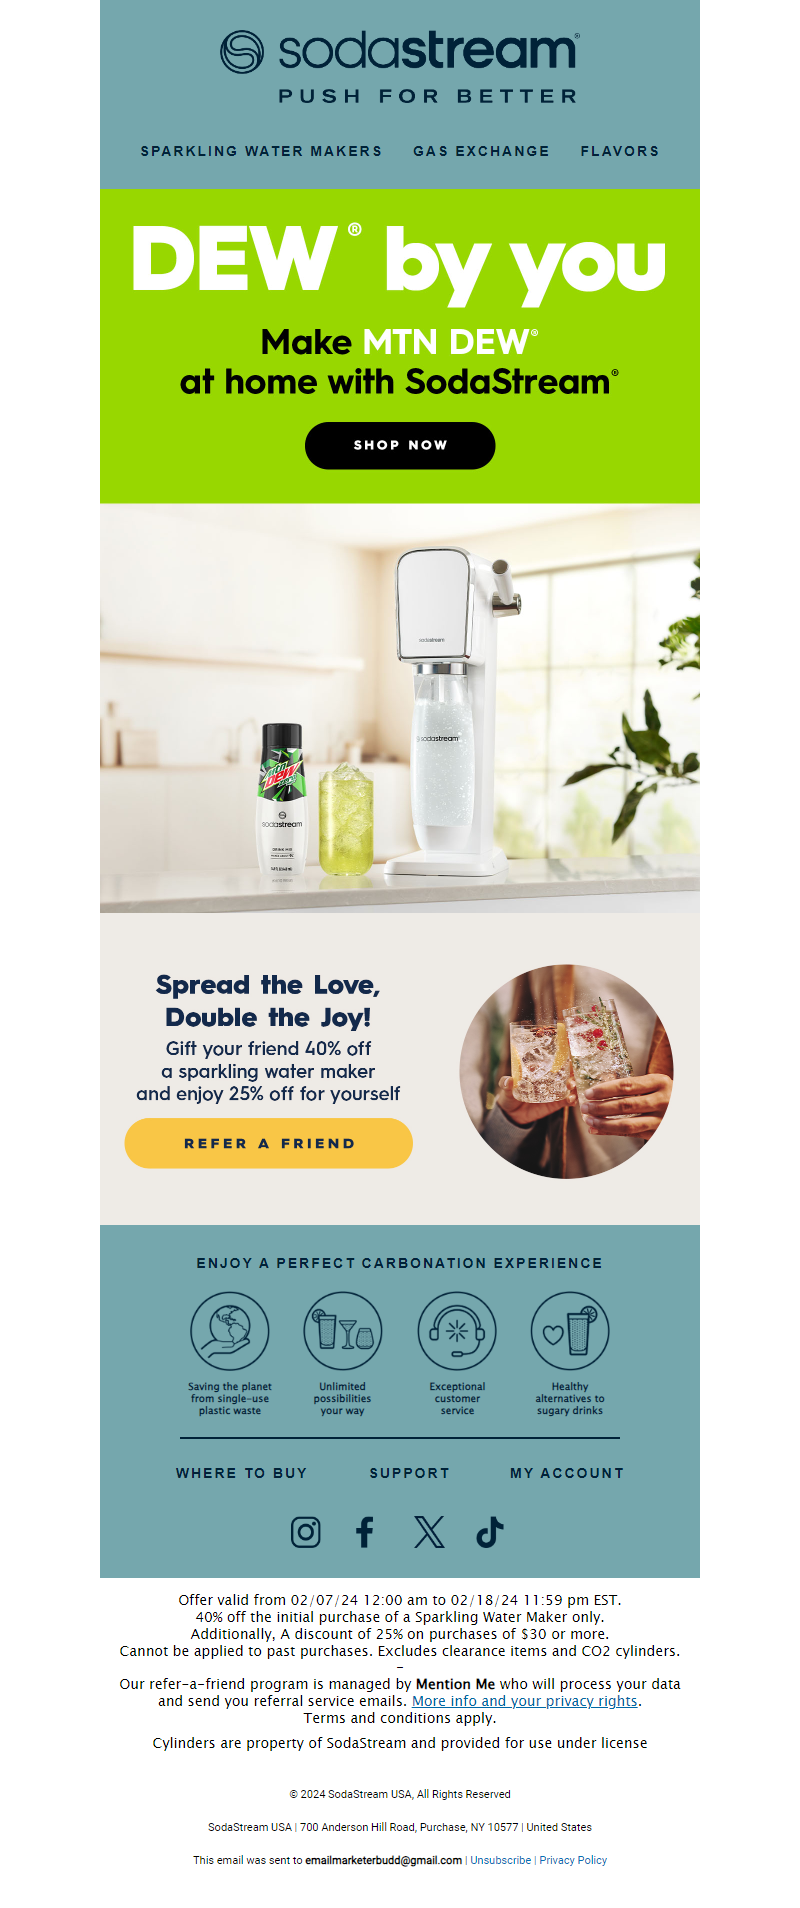 sodastream®
PUSH FOR BETTER
SPARKLING WATER MAKERS GAS EXCHANGE FLAVORS
DEW® by you
Make MTN DEW®
at home with SodaStream®
SHOP NOW
sodastream
sodastream
mtn
DEW
sodastream
DRINK MIX
Spread the Love,
Double the Joy!
Gift your friend 40% off
a sparkling water maker
and enjoy 25% off for yourself
REFER A FRIEND
ENJOY A PERFECT CARBONATION EXPERIENCE
Saving the planet
from single-use
plastic waste
Unlimited
possibilities
your way
Exceptional
customer
service
Healthy
alternatives to
sugary drinks
WHERE TO BUY SUPPORT MY ACCOUNT
Offer valid from 02/07/24 12:00 am to 02/18/24 11:59 pm EST.
40% off the initial purchase of a Sparkling Water Maker only.
Additionally, A discount of 25% on purchases of $30 or more.
Cannot be applied to past purchases. Excludes clearance items and CO2 cylinders.
–
Our refer-a-friend program is managed by Mention Me who will process your data
and send you referral service emails. More info and your privacy rights.
Terms and conditions apply.
Cylinders are property of SodaStream and provided for use under license
© 2024 SodaStream USA, All Rights Reserved
SodaStream USA | 700 Anderson Hill Road, Purchase, NY 10577 | United States
This email was sent to emailmarketerbudd@gmail.com | Unsubscribe | Privacy Policy